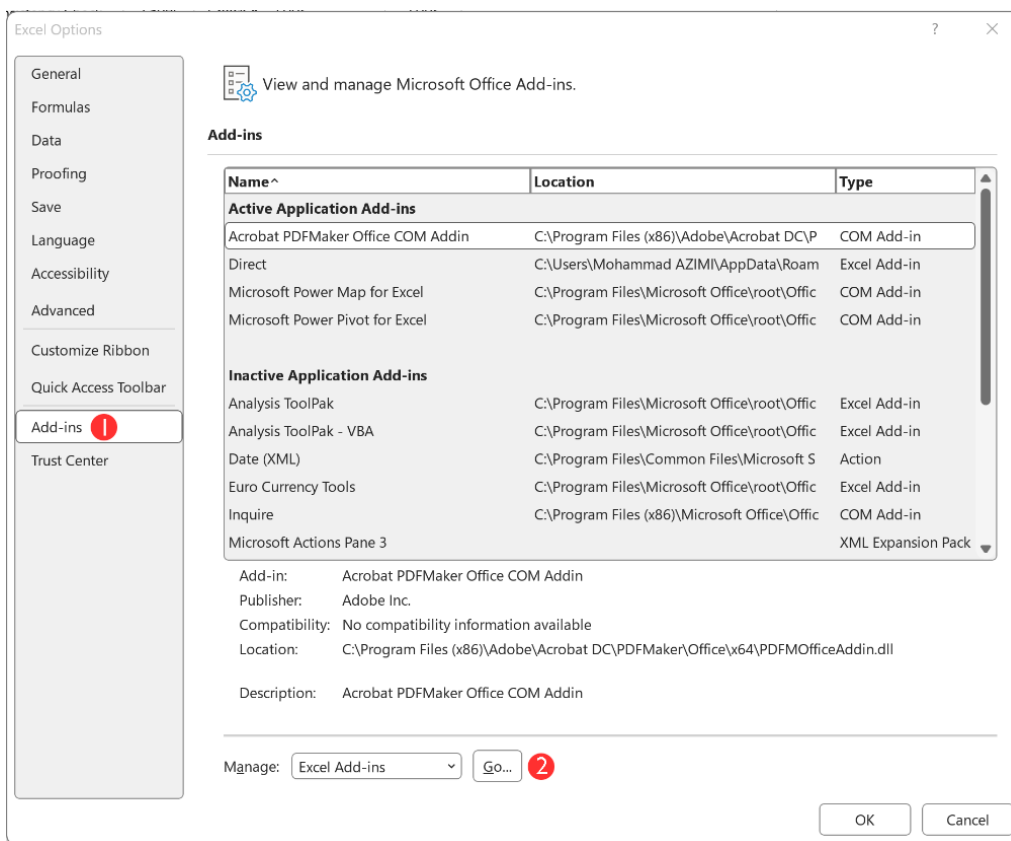 Excel Options ?
General
Formulas
Data
Proofing
Save
Language
Accessibility
Advanced
Customize Ribbon
Quick Access Toolbar
Add-ins 1
Trust Center
View and manage Microsoft Office Add-ins.
Add-ins
Name Location Type
Active Application Add-ins
Acrobat PDFMaker Office COM Addin C:\Program Files (x86)\Adobe\Acrobat DC\P COM Add-in
Direct C:\Users\Mohammad AZIMI\AppData\Roam Excel Add-in
Microsoft Power Map for Excel C:\Program Files\Microsoft Office\root\Offic COM Add-in
Microsoft Power Pivot for Excel C:\Program Files\Microsoft Office\root\Offic COM Add-in
Inactive Application Add-ins
Analysis ToolPak C:\Program Files\Microsoft Office\root\Offic Excel Add-in
Analysis ToolPak - VBA C:\Program Files\Microsoft Office\root\Offic Excel Add-in
Date (XML) C:\Program Files\Common Files\Microsoft S Action
Euro Currency Tools C:\Program Files\Microsoft Office\root\Offic Excel Add-in
Inquire C:\Program Files (x86)\Microsoft Office\Offic COM Add-in
Microsoft Actions Pane 3 XML Expansion Pack
Add-in: Acrobat PDFMaker Office COM Addin
Publisher: Adobe Inc.
Compatibility: No compatibility information available
Location: C:\Program Files (x86)\Adobe\Acrobat DC\PDFMaker\Office\x64\PDFMOfficeAddin.dll
Description: Acrobat PDFMaker Office COM Addin
Manage: Excel Add-ins Go... 2
OK Cancel